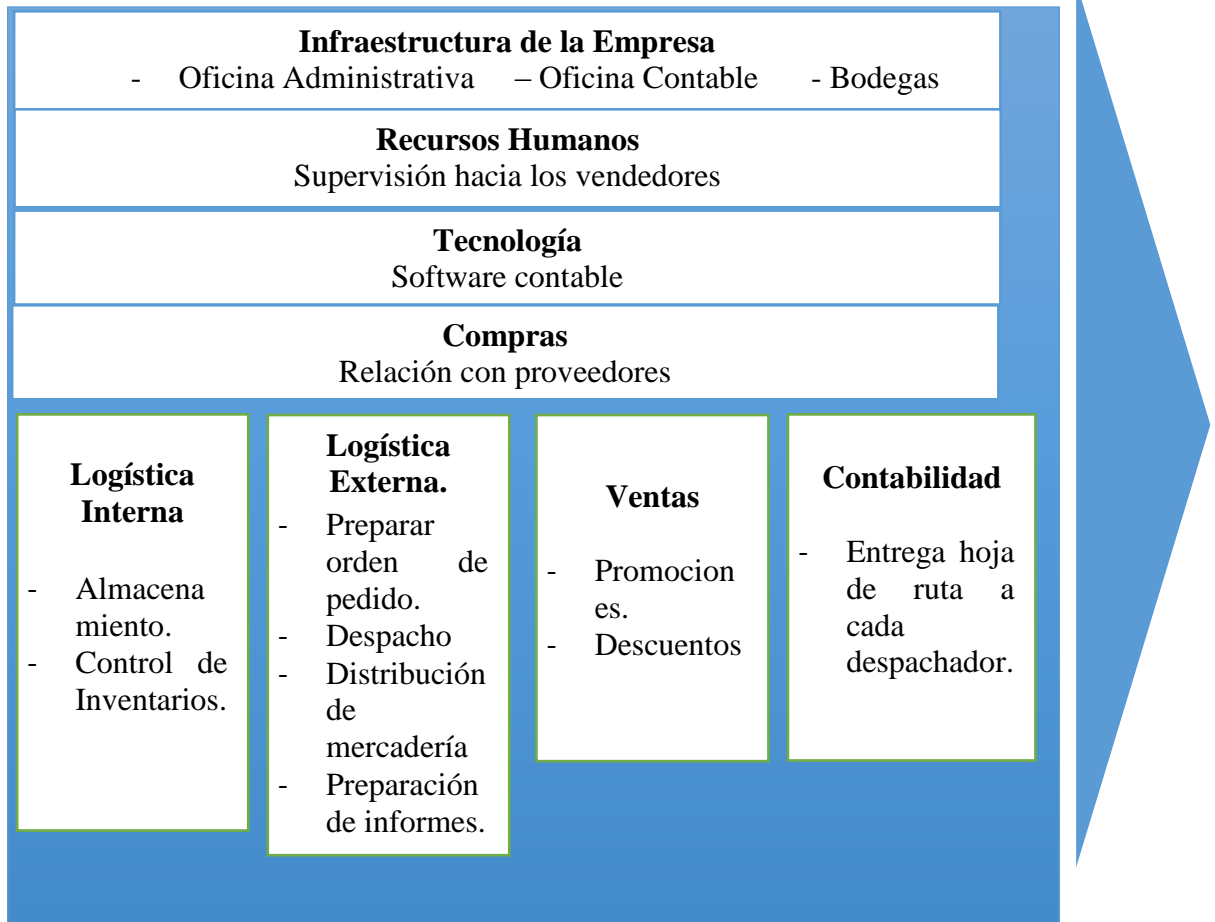 Infraestructura de la Empresa
- Oficina Administrativa – Oficina Contable - Bodegas
Recursos Humanos
Supervisión hacia los vendedores
Tecnología
Software contable
Compras
Relación con proveedores
Logística
Interna
- Almacena
miento.
- Control de
Inventarios.
Logística
Externa.
- Preparar
orden de
pedido.
- Despacho
- Distribución
de
mercadería
- Preparación
de informes.
Ventas
- Promocion
es.
- Descuentos
Contabilidad
- Entrega hoja
de ruta a
cada
despachador.